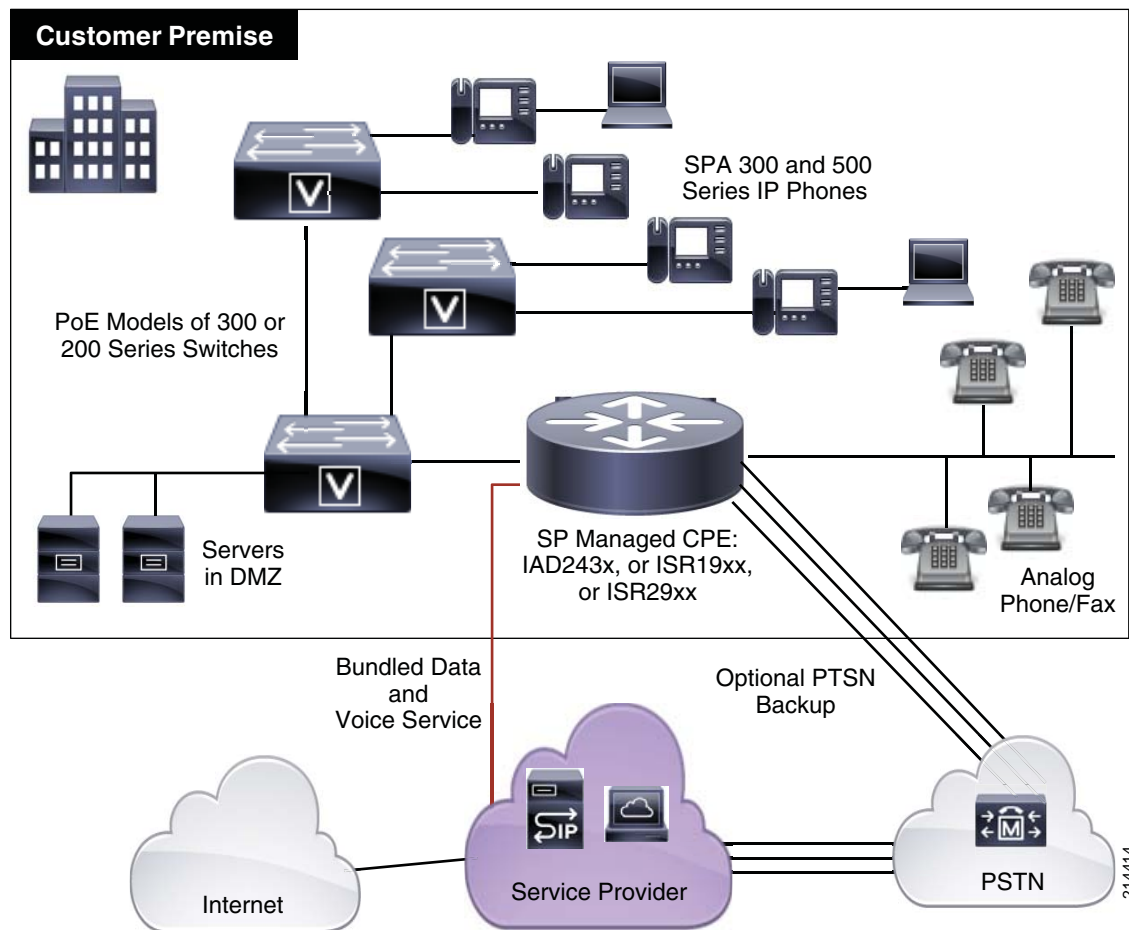 Customer Premise
SPA 300 and 500
Series IP Phones
V
V
PoE Models of 300 or
200 Series Switches
V
Servers
in DMZ
SP Managed CPE:
IAD243x, or ISR19xx,
or ISR29xx
Analog
Phone/Fax
Bundled Data
and
Voice Service
Optional PTSN
Backup
SIP
M
Internet
Service Provider
PSTN
214414